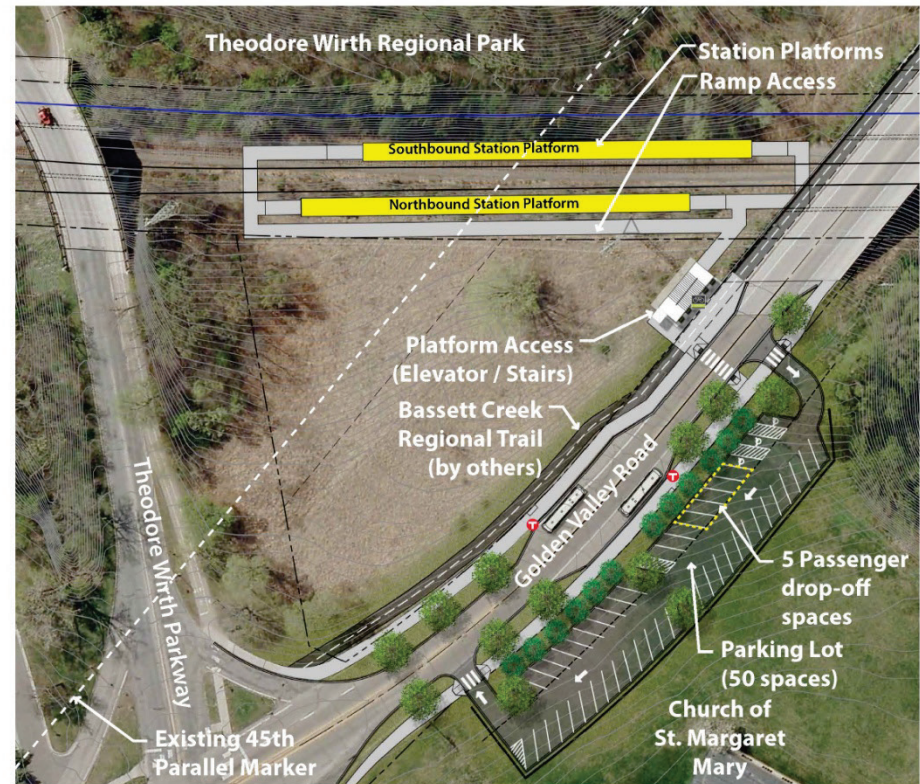 Theodore Wirth Regional Park
Station Platforms
Ramp Access
Southbound Station Platform
Northbound Station Platform
Platform Access
(Elevator / Stairs)
Bassett Creek
Regional Trail
(by others)
Golden Valley Road
T
T
P
P
P
Theodore Wirth Parkway
5 Passenger
drop-off
spaces
Parking Lot
(50 spaces)
Church of
St. Margaret
Mary
Existing 45th
Parallel Marker